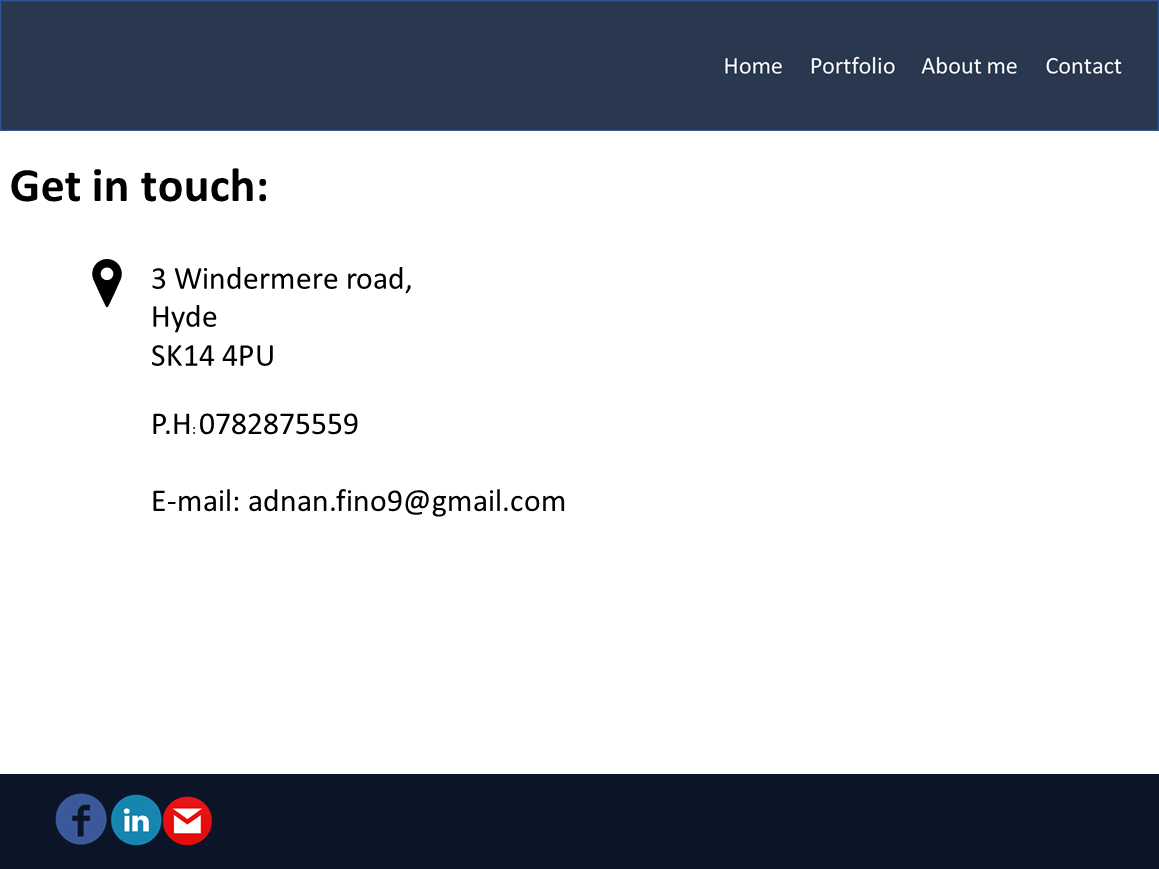 Home Portfolio About me Contact
Get in touch:
3 Windermere road,
Hyde
SK14 4PU
P.H:0782875559
E-mail: adnan.fino9@gmail.com
f in